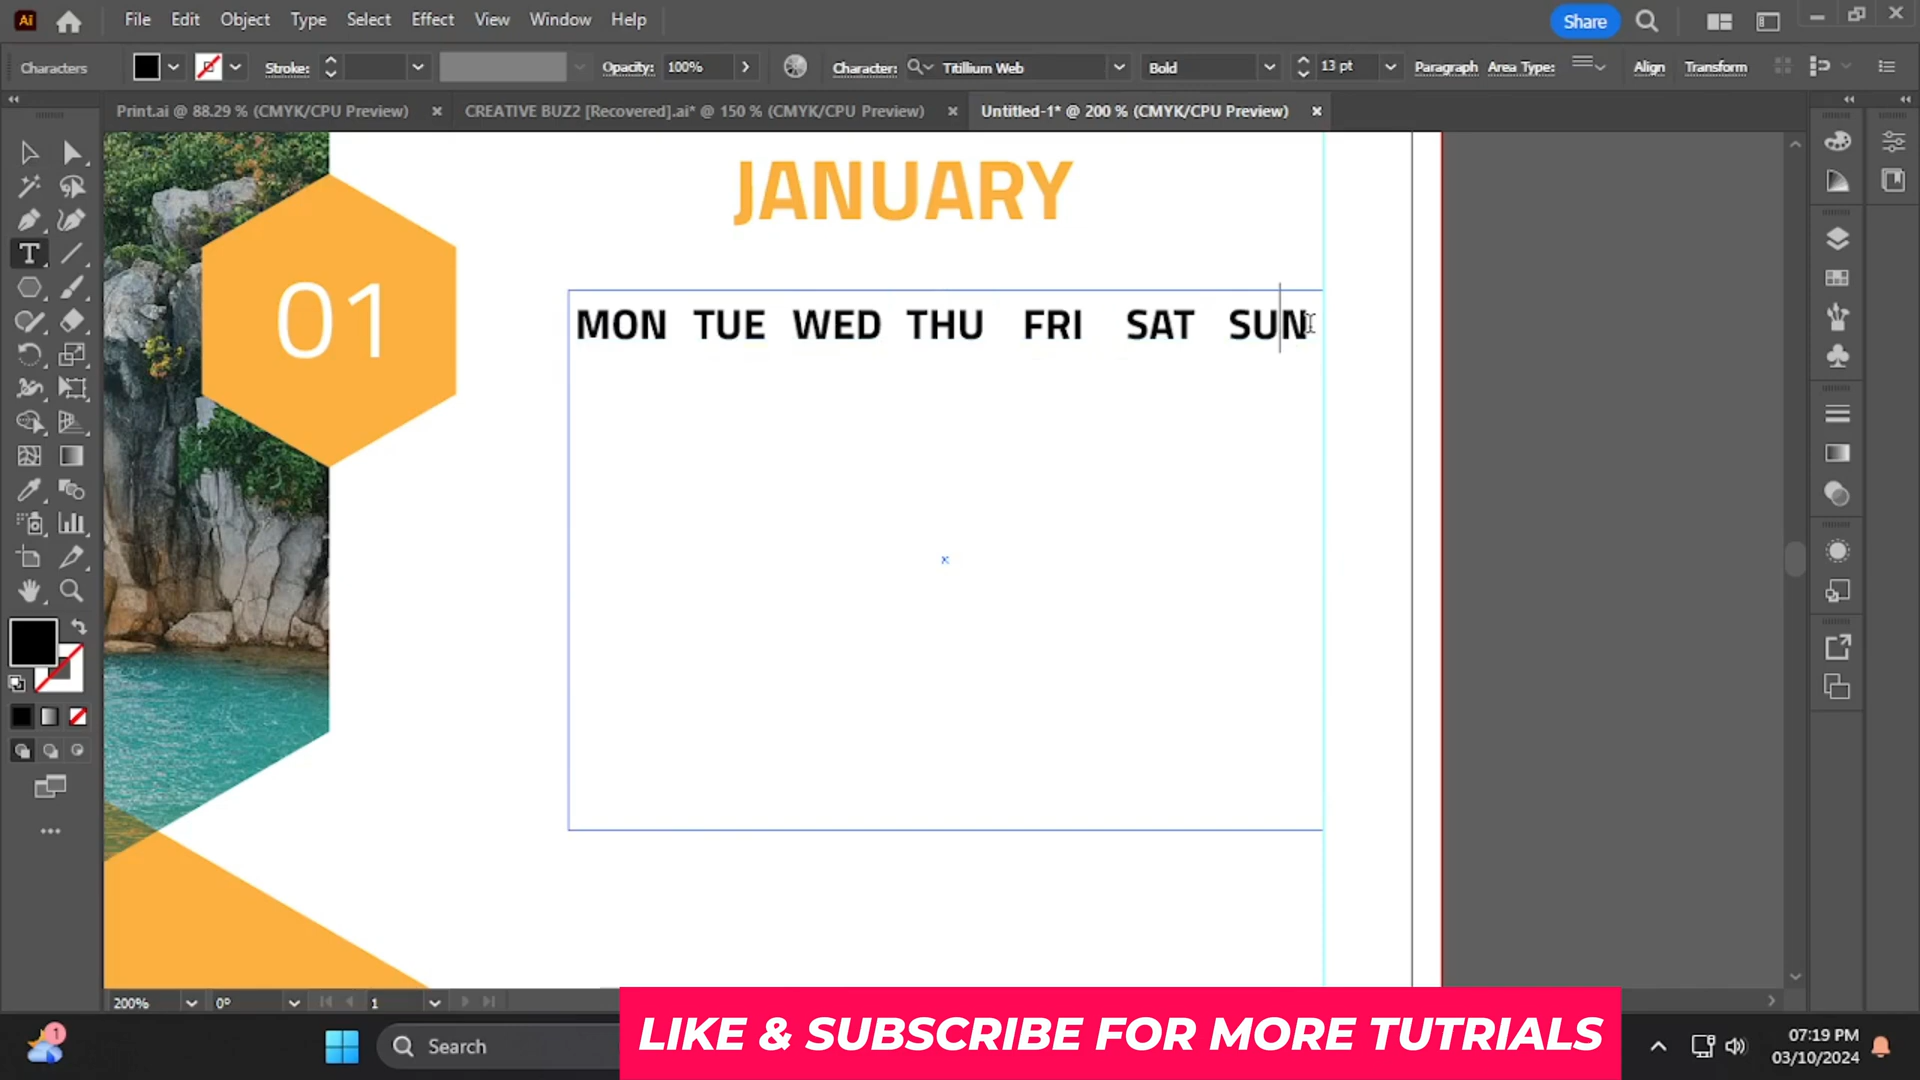 Ai File Edit Object Type Select Effect View Window Help Share
Characters Stroke: Opacity: 100% Character: Titillium Web Bold 13 pt Paragraph Area Type: Align Transform
Print.ai @ 88.29 % (CMYK/CPU Preview) × CREATIVE BUZ2 [Recovered].ai* @ 150 % (CMYK/CPU Preview) × Untitled-1* @ 200 % (CMYK/CPU Preview) ×
JANUARY
01
MON TUE WED THU FRI SAT SUN
200% 0° 1
LIKE & SUBSCRIBE FOR MORE TUTRIALS
1
Search
07:19 PM
03/10/2024